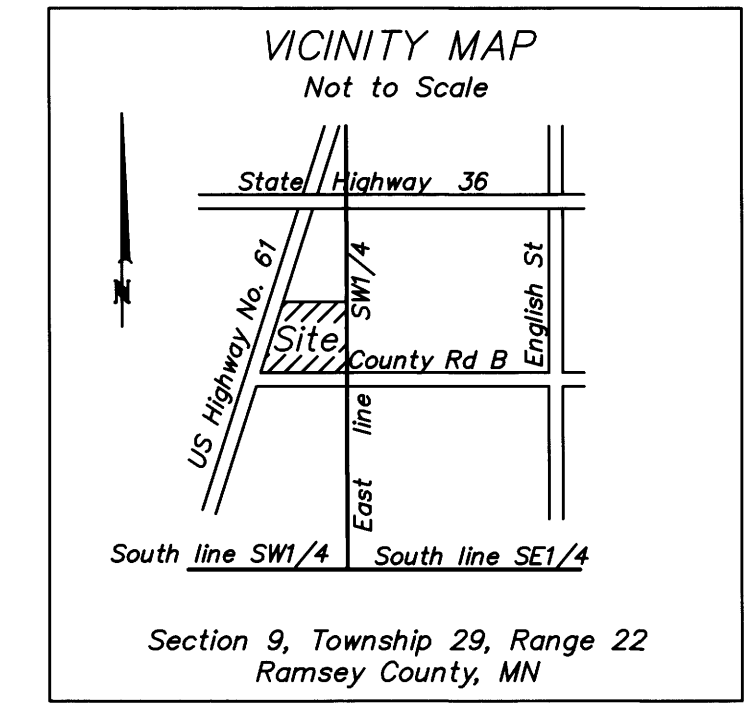 VICINITY MAP
Not to Scale
State Highway 36
N
US Highway No. 61
SW1/4
English St
Site
County Rd B
East line
South line SW1/4
South line SE1/4
Section 9, Township 29, Range 22
Ramsey County, MN